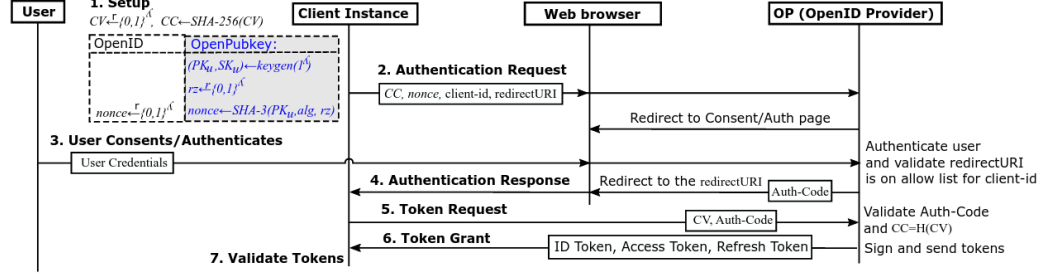 User
Client Instance
Web browser
OP (OpenID Provider)
1. Setup
CV←r{0,1}^λ, CC←SHA-256(CV)
OpenID
OpenPubkey:
(PKu,SKu)←keygen(1^λ)
rz←r{0,1}^λ
nonce←r{0,1}^λ
nonce←SHA-3(PKu,alg, rz)
2. Authentication Request
CC, nonce, client-id, redirectURI
Redirect to Consent/Auth page
3. User Consents/Authenticates
User Credentials
Authenticate user
and validate redirectURI
is on allow list for client-id
4. Authentication Response
Redirect to the redirectURI
Auth-Code
5. Token Request
CV, Auth-Code
Validate Auth-Code
and CC=H(CV)
6. Token Grant
ID Token, Access Token, Refresh Token
Sign and send tokens
7. Validate Tokens